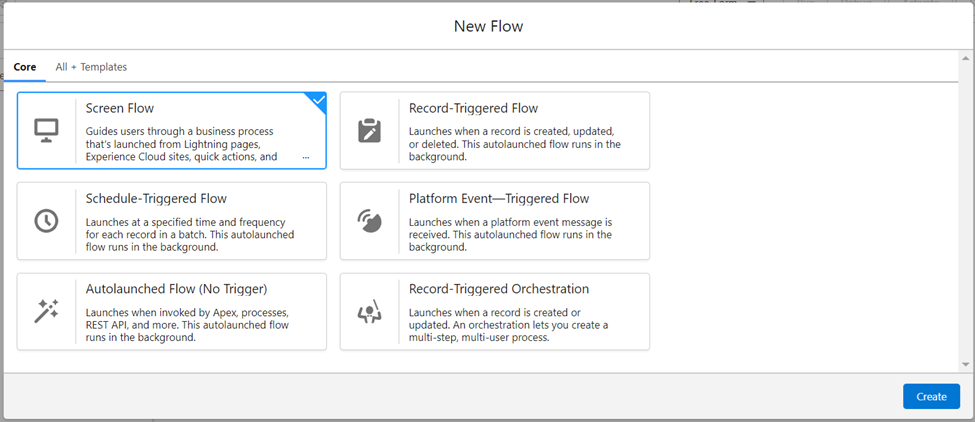 New Flow
Core
All + Templates
Screen Flow
Guides users through a business process
that's launched from Lightning pages,
Experience Cloud sites, quick actions, and
...
Record-Triggered Flow
Launches when a record is created, updated,
or deleted. This autolaunched flow runs in the
background.
Schedule-Triggered Flow
Launches at a specified time and frequency
for each record in a batch. This autolaunched
flow runs in the background.
Platform Event—Triggered Flow
Launches when a platform event message is
received. This autolaunched flow runs in the
background.
Autolaunched Flow (No Trigger)
Launches when invoked by Apex, processes,
REST API, and more. This autolaunched flow
runs in the background.
Record-Triggered Orchestration
Launches when a record is created or
updated. An orchestration lets you create a
multi-step, multi-user process.
Create